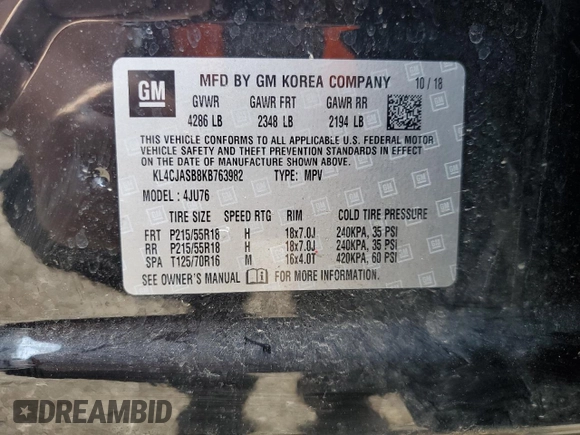 GM MFD BY GM KOREA COMPANY 10 / 18
GVWR GAWR FRT GAWR RR
4286 LB 2348 LB 2194 LB
THIS VEHICLE CONFORMS TO ALL APPLICABLE U.S. FEDERAL MOTOR
VEHICLE SAFETY AND THEFT PREVENTION STANDARDS IN EFFECT
ON THE DATE OF MANUFACTURE SHOWN ABOVE.
KL4CJASB8KB763982 TYPE: MPV
MODEL : 4JU76
TIRE SIZE SPEED RTG RIM COLD TIRE PRESSURE
FRT P215/55R18 H 18x7.0J 240KPA, 35 PSI
RR P215/55R18 H 18x7.0J 240KPA, 35 PSI
SPA T125/70R16 M 16x4.0T 420KPA, 60 PSI
SEE OWNER'S MANUAL FOR MORE INFORMATION.
DREAMBID